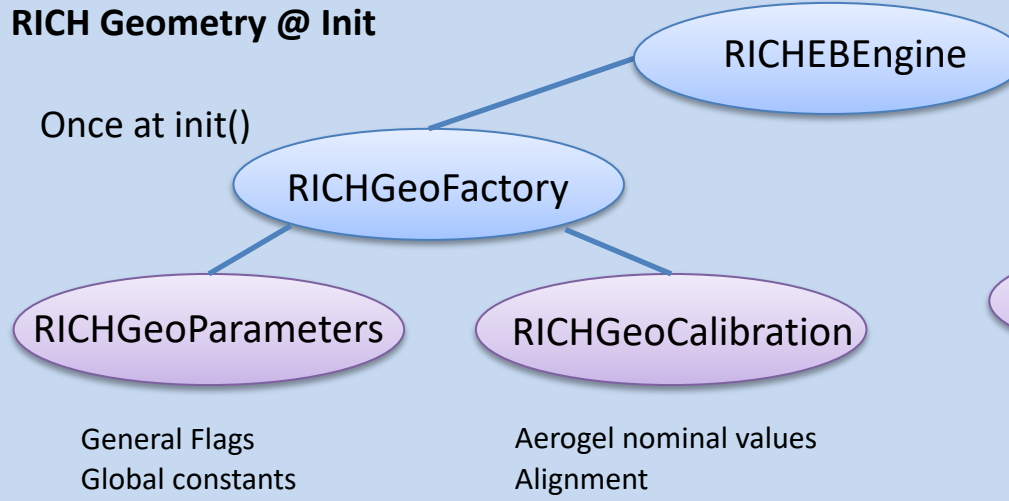 RICH Geometry @ Init
RICHEBEngine
Once at init()
RICHGeoFactory
RICHGeoParameters
RICHGeoCalibration
General Flags
Global constants
Aerogel nominal values
Alignment